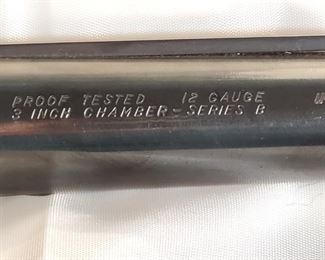 PROOF TESTED 12 GAUGE
3 INCH CHAMBER-SERIES B